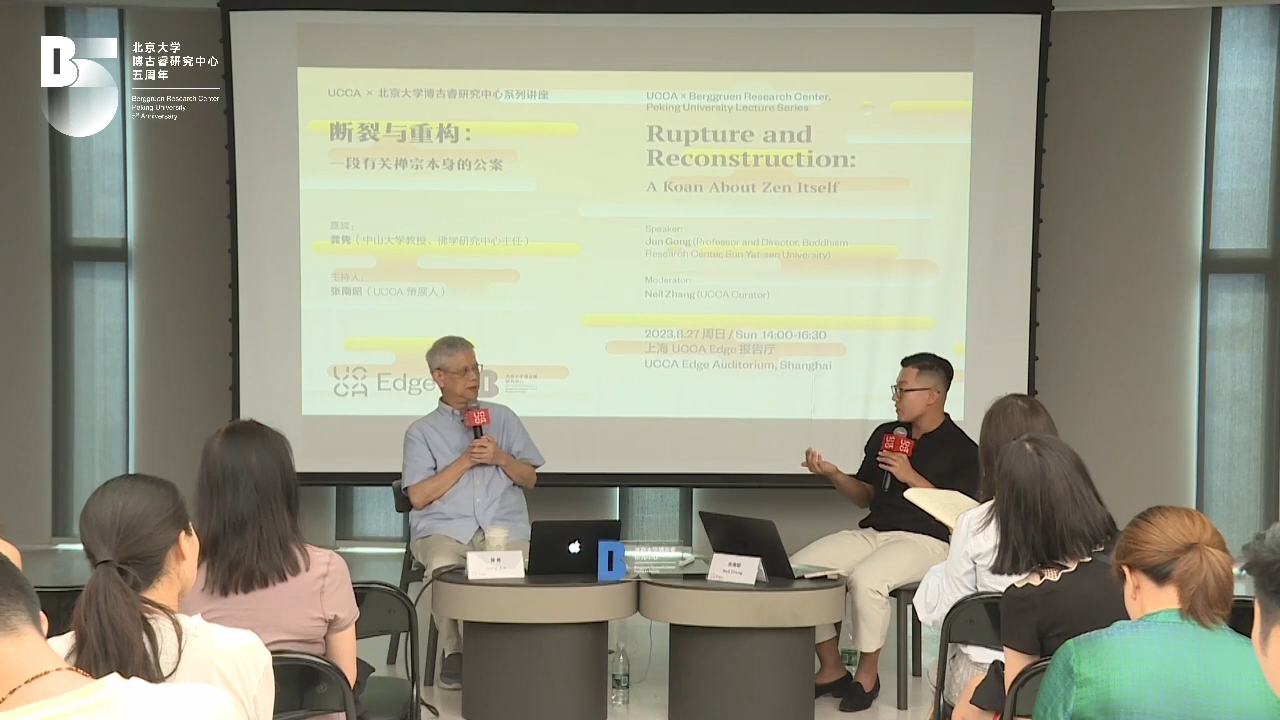 北京大学
博古睿研究中心
五周年
Berggruen Research Center
Peking University
5th Anniversary
UCCA × 北京大学博古睿研究中心系列讲座
断裂与重构：
一段有关禅宗本身的公案
嘉宾：
龚隽（中山大学教授、佛学研究中心主任）
主持人：
张南昭（UCCA 策展人）
UCCA Edge
UCCA × Berggruen Research Center,
Peking University Lecture Series
Rupture and
Reconstruction:
A Koan About Zen Itself
Speaker:
Jun Gong (Professor and Director, Buddhism
Research Center, Sun Yat-sen University)
Moderator:
Neil Zhang (UCCA Curator)
2023.8.27 周日 / Sun 14:00-16:30
上海 UCCA Edge 报告厅
UCCA Edge Auditorium, Shanghai
龚隽
张南昭
Neil Zhang